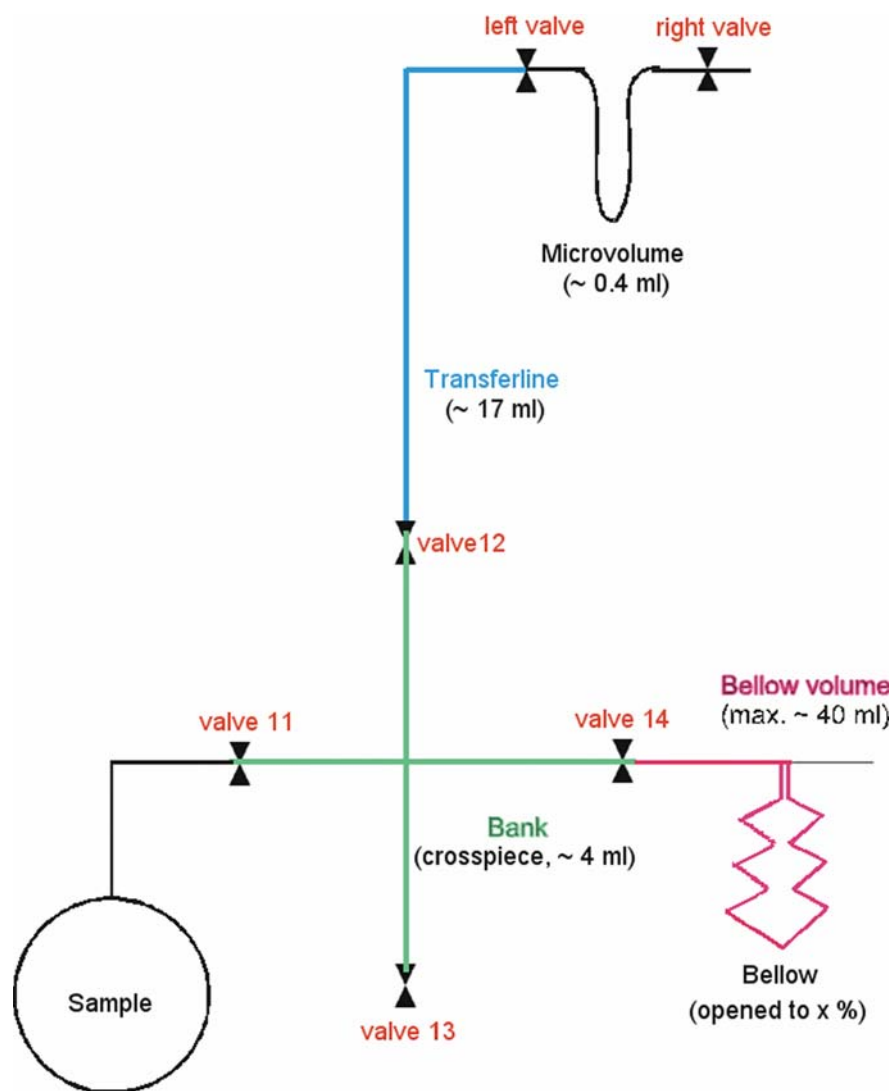 left valve
right valve
Microvolume
(~ 0.4 ml)
Transferline
(~ 17 ml)
valve12
Bellow volume
(max. ~ 40 ml)
valve 11
valve 14
Bank
(crosspiece, ~ 4 ml)
Bellow
(opened to x %)
Sample
valve 13